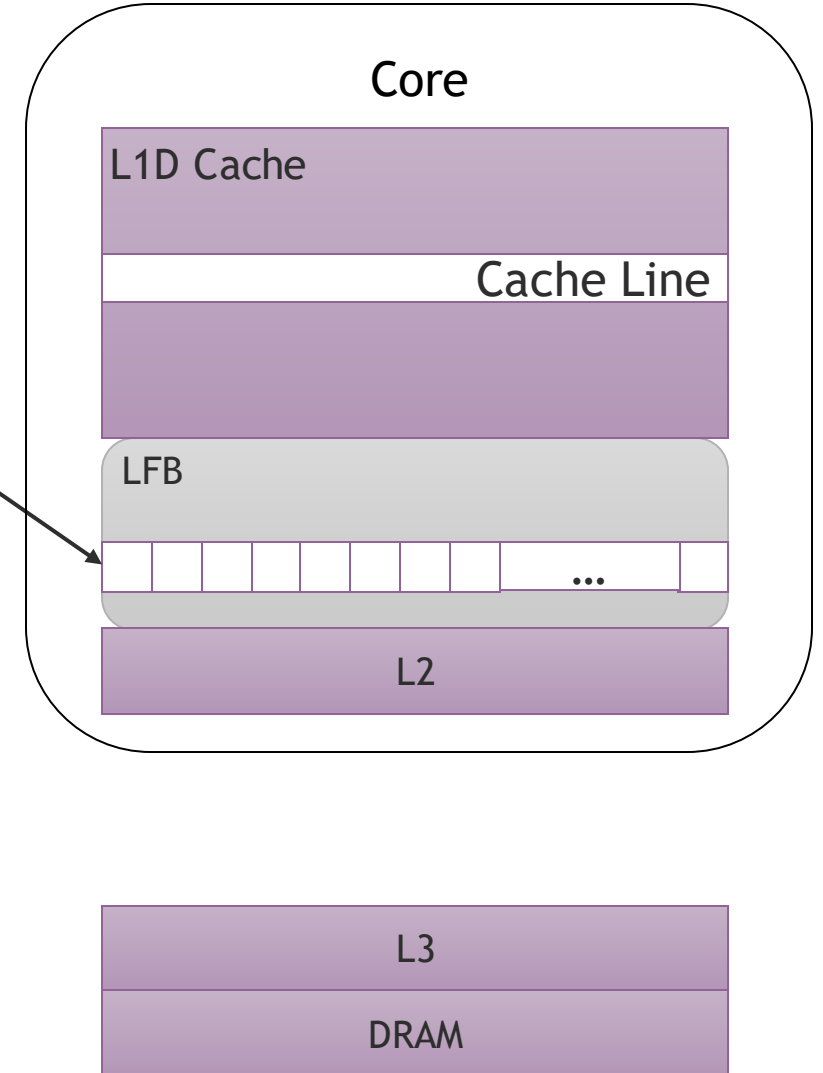 Core
L1D Cache
Cache Line
LFB
...
L2
L3
DRAM